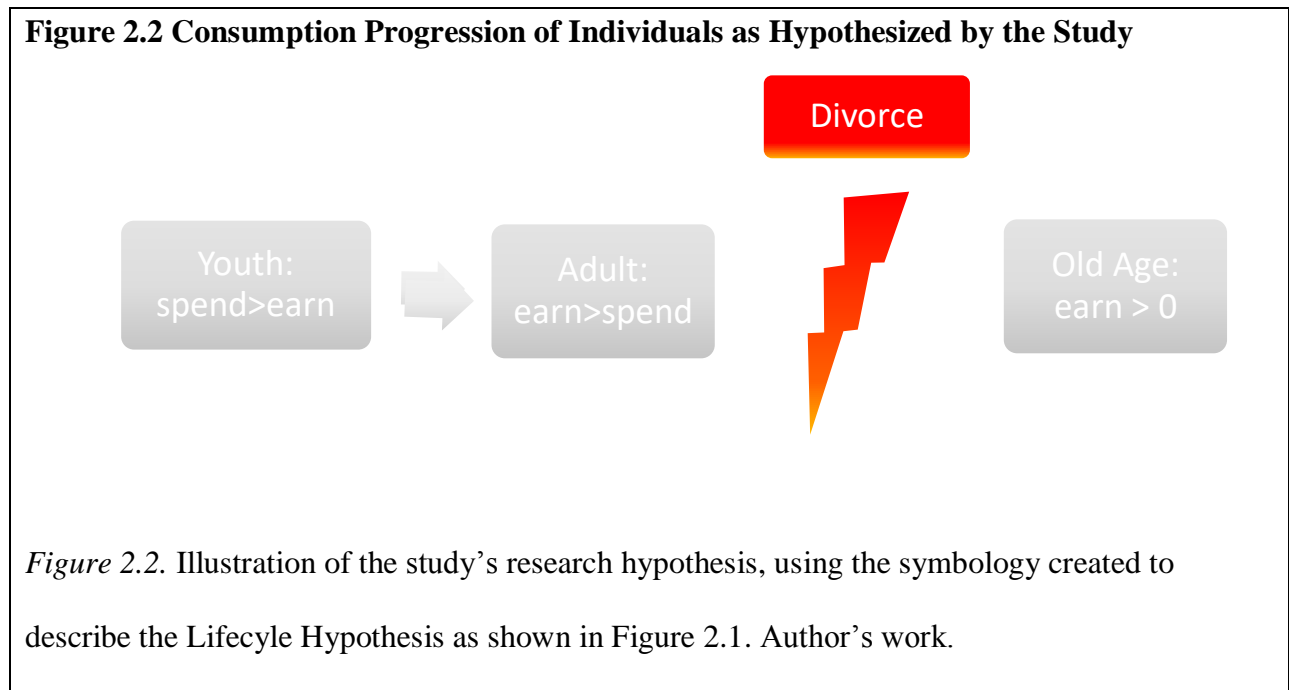 Figure 2.2 Consumption Progression of Individuals as Hypothesized by the Study
Divorce
Youth:
spend>earn
Adult:
earn>spend
Old Age:
earn > 0
Figure 2.2. Illustration of the study's research hypothesis, using the symbology created to
describe the Lifecyle Hypothesis as shown in Figure 2.1. Author's work.